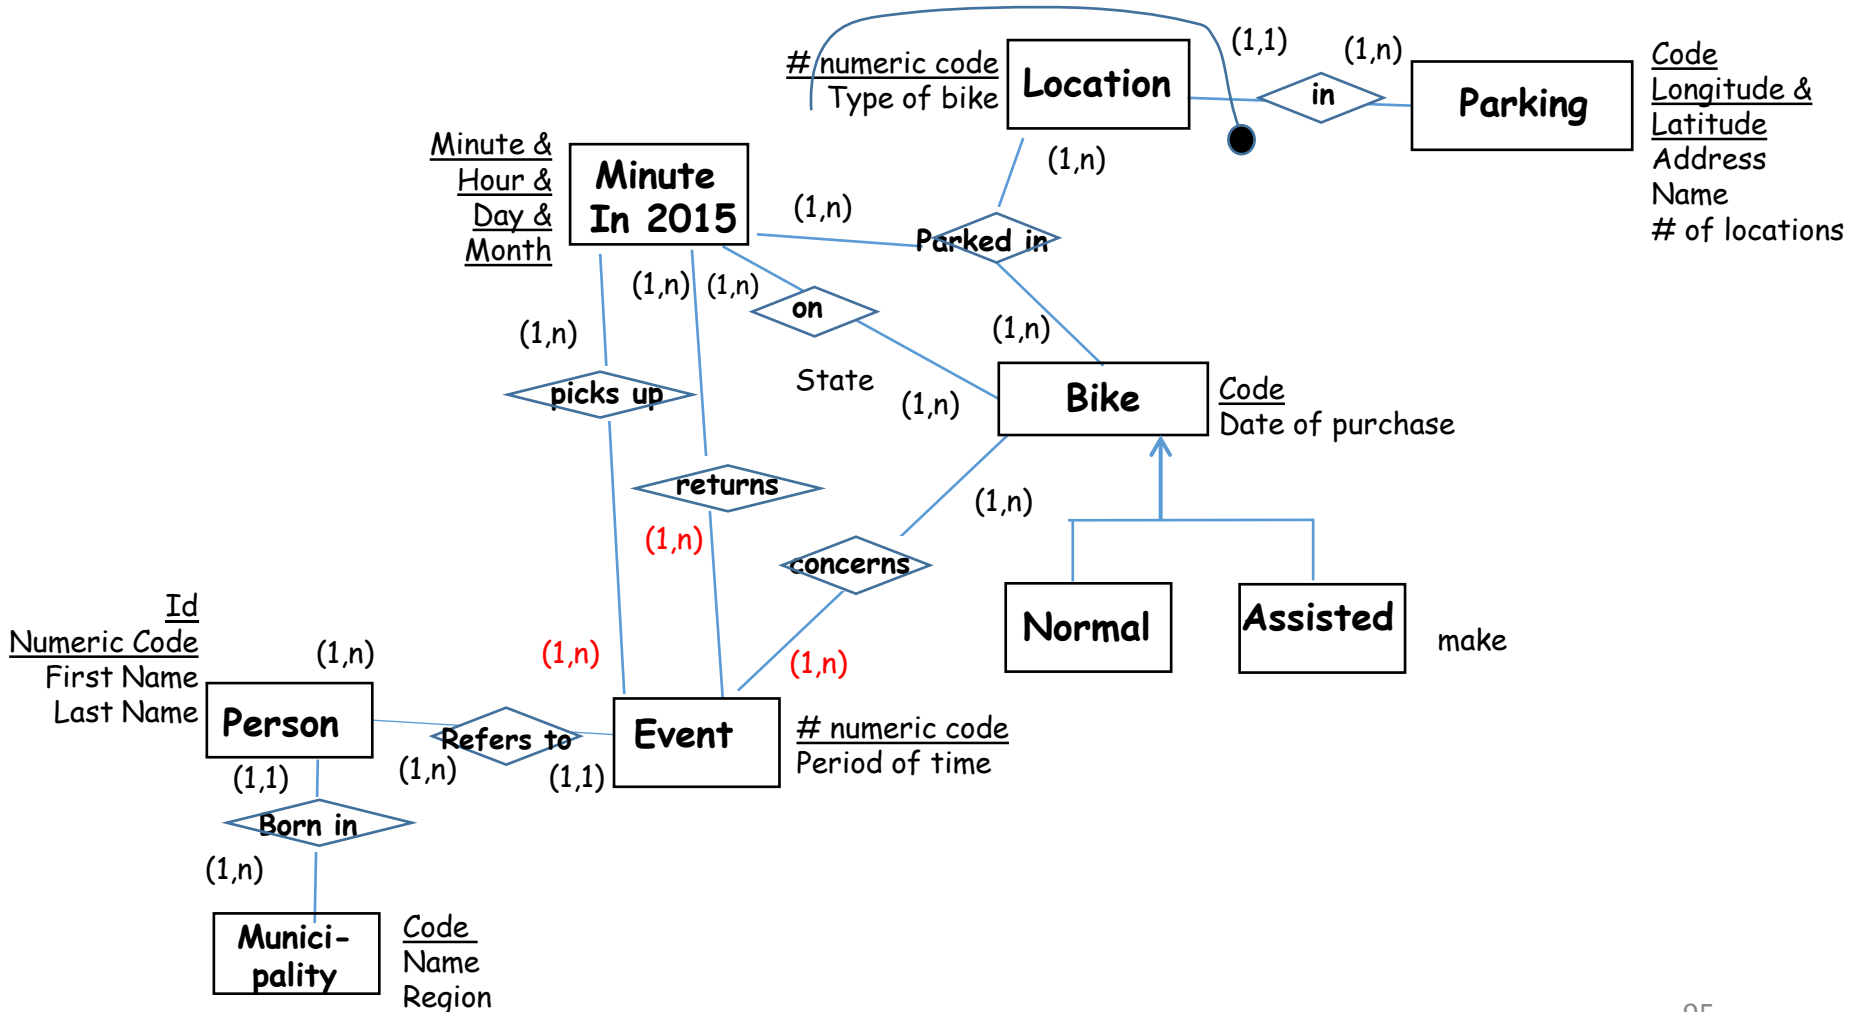 (1,1)
(1,n)
# numeric code
Type of bike
Location
in
Parking
Code
Longitude &
Latitude
Address
Name
# of locations
Minute &
Hour &
Day &
Month
Minute
In 2015
(1,n)
(1,n)
Parked in
(1,n)
(1,n)
on
(1,n)
(1,n)
State
(1,n)
picks up
Bike
Code
Date of purchase
returns
(1,n)
(1,n)
concerns
Normal
Assisted
make
Id
Numeric Code
First Name
Last Name
(1,n)
(1,n)
(1,n)
Person
Refers to
Event
# numeric code
Period of time
(1,1)
(1,n)
(1,1)
Born in
(1,n)
Munici-
pality
Code
Name
Region